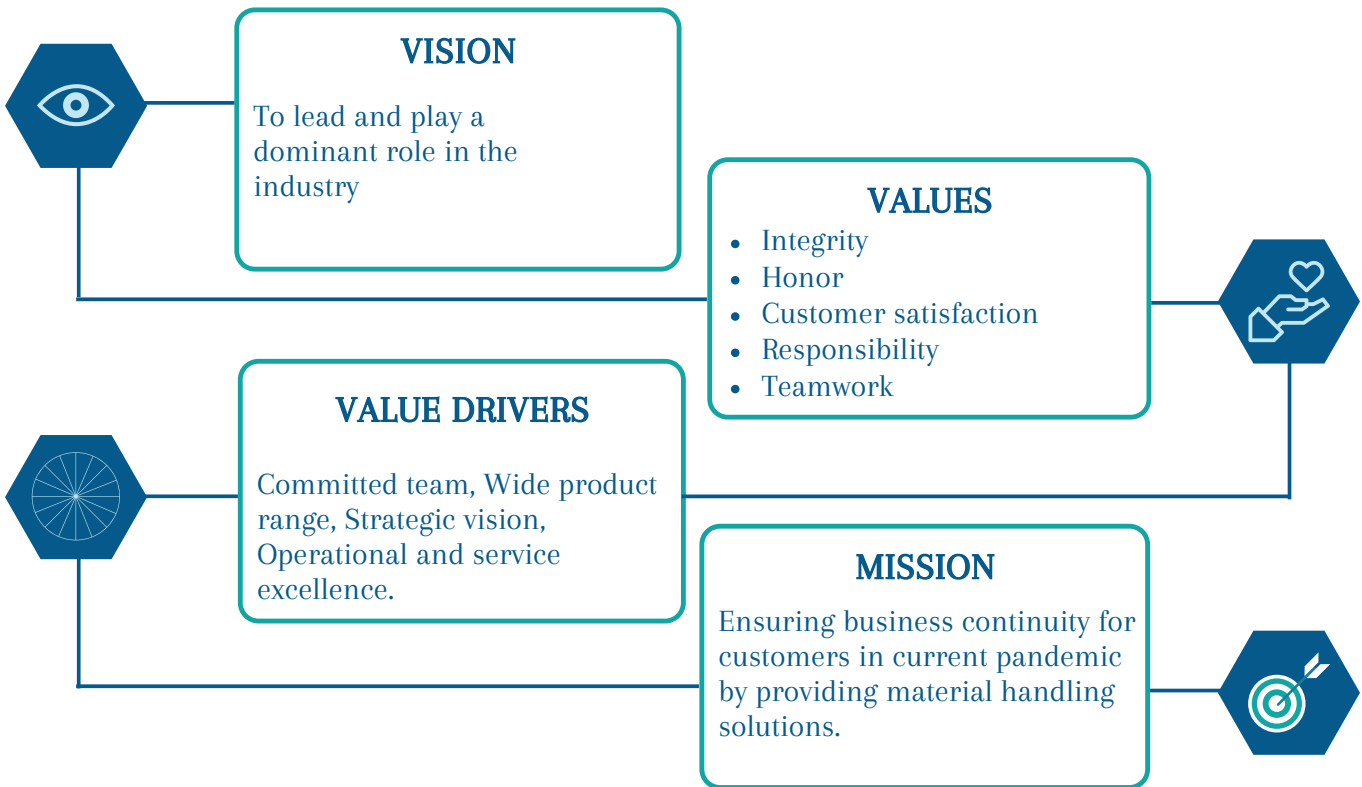 VISION
To lead and play a
dominant role in the
industry
VALUES
• Integrity
• Honor
• Customer satisfaction
• Responsibility
• Teamwork
VALUE DRIVERS
Committed team, Wide product
range, Strategic vision,
Operational and service
excellence.
MISSION
Ensuring business continuity for
customers in current pandemic
by providing material handling
solutions.